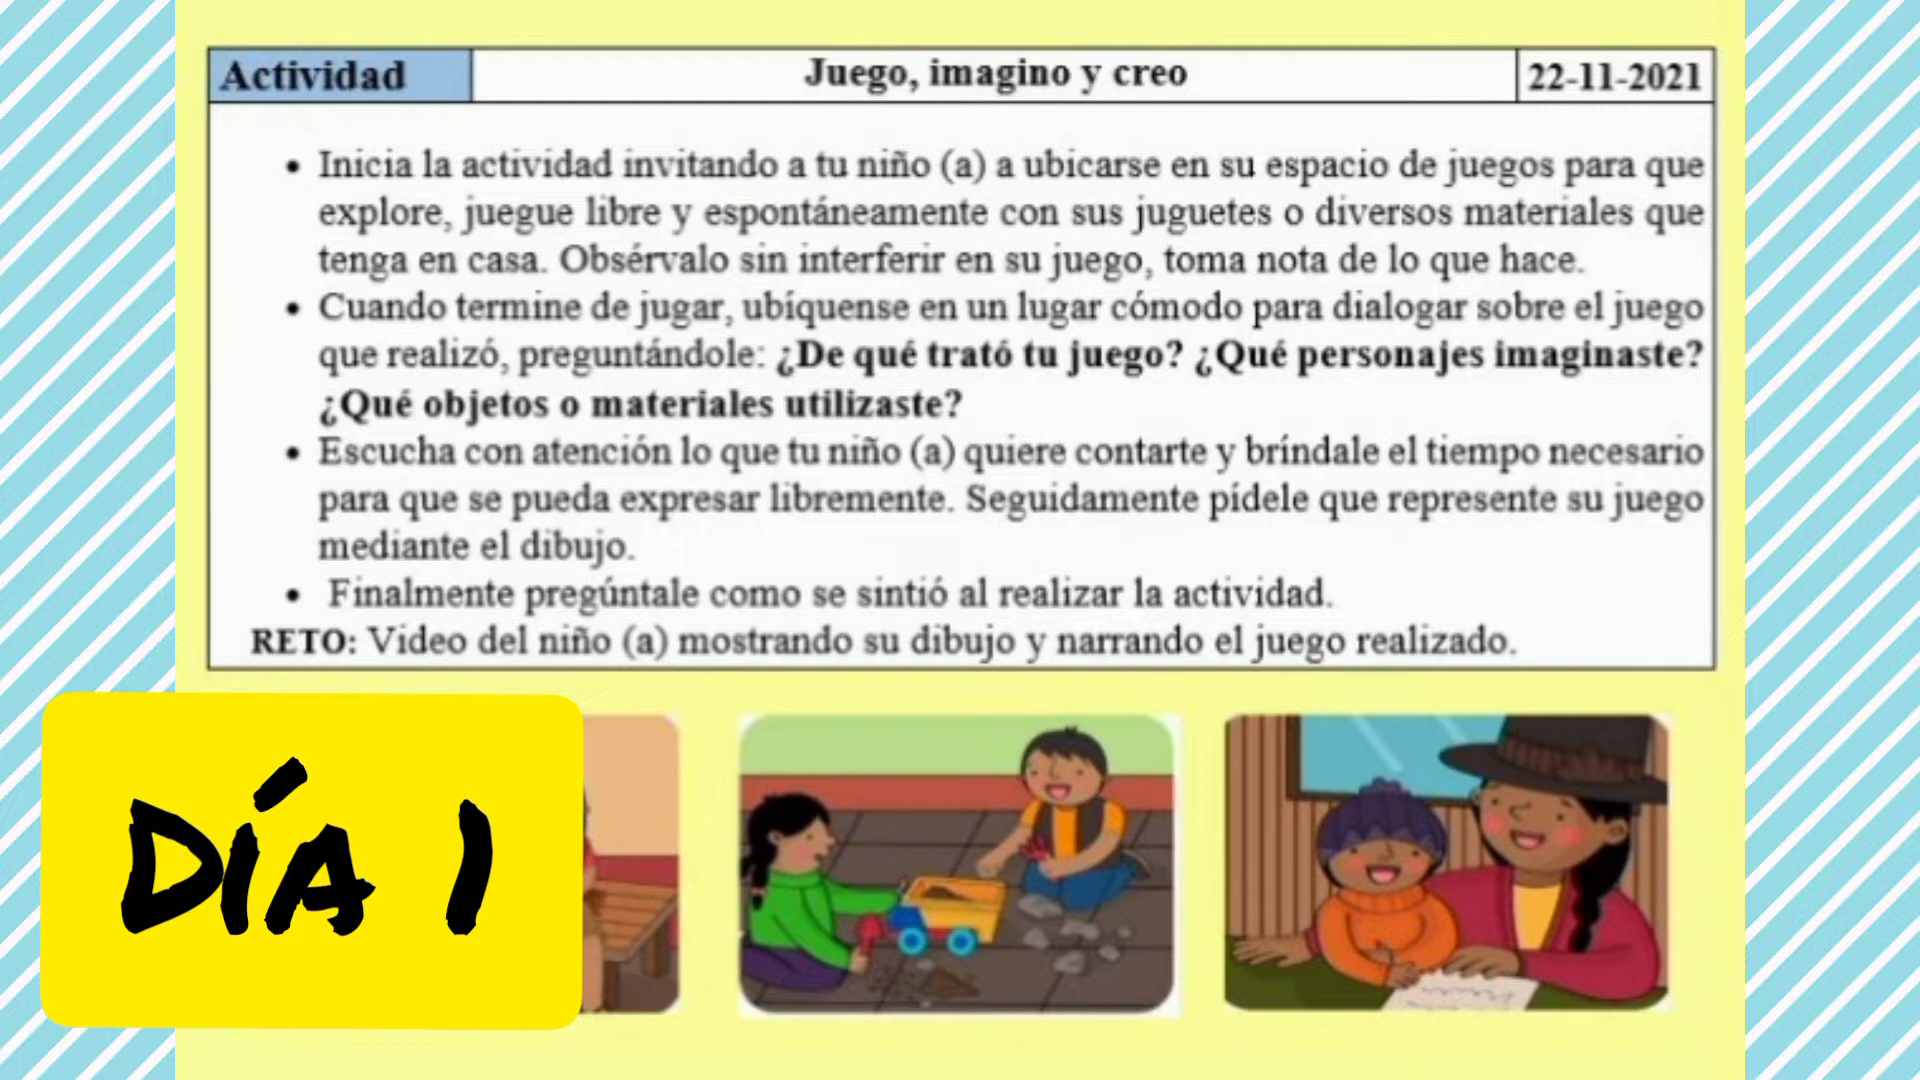 Actividad
Juego, imagino y creo
22-11-2021
• Inicia la actividad invitando a tu niño (a) a ubicarse en su espacio de juegos para que
explore, juegue libre y espontáneamente con sus juguetes o diversos materiales que
tenga en casa. Obsérvalo sin interferir en su juego, toma nota de lo que hace.
• Cuando termine de jugar, ubíquense en un lugar cómodo para dialogar sobre el juego
que realizó, preguntándole: ¿De qué trató tu juego? ¿Qué personajes imaginaste?
¿Qué objetos o materiales utilizaste?
• Escucha con atención lo que tu niño (a) quiere contarte y bríndale el tiempo necesario
para que se pueda expresar libremente. Seguidamente pídele que represente su juego
mediante el dibujo.
• Finalmente pregúntale como se sintió al realizar la actividad.
RETO: Video del niño (a) mostrando su dibujo y narrando el juego realizado.
DÍA 1